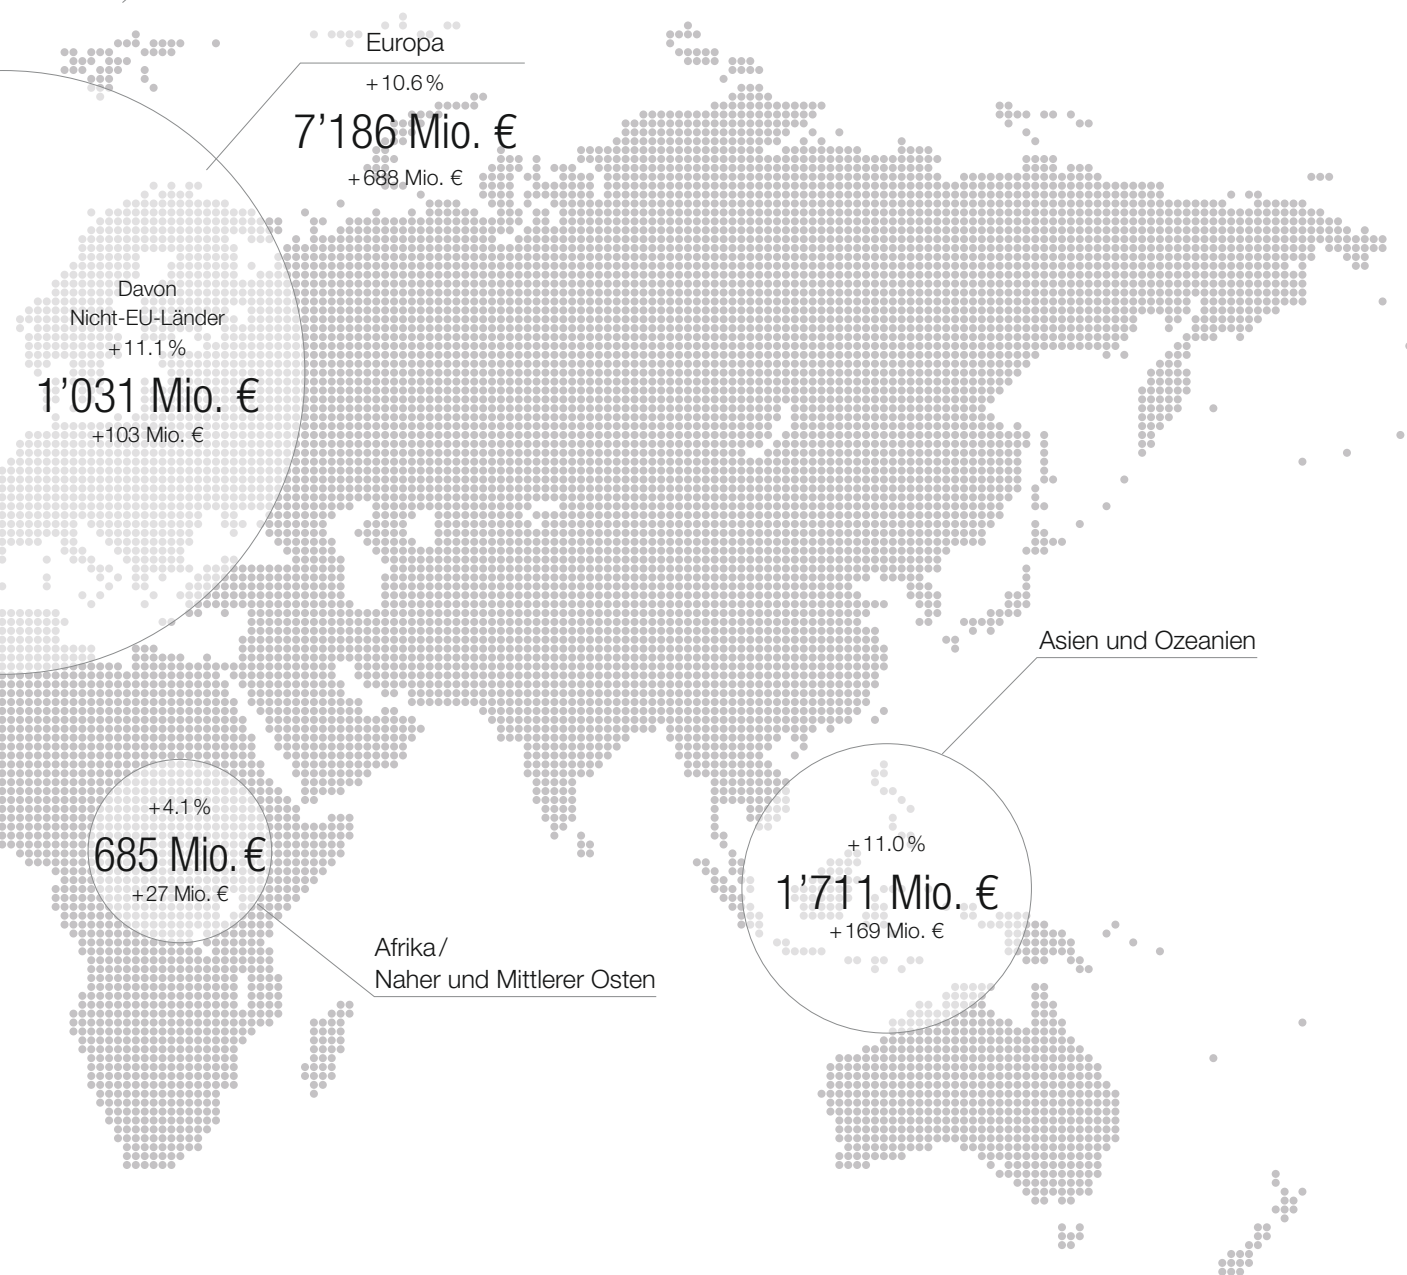 Europa
+10.6%
7’186 Mio. €
+688 Mio. €
Davon
Nicht-EU-Länder
+11.1%
1’031 Mio. €
+103 Mio. €
Asien und Ozeanien
+11.0%
1’711 Mio. €
+169 Mio. €
+4.1%
685 Mio. €
+27 Mio. €
Afrika/
Naher und Mittlerer Osten